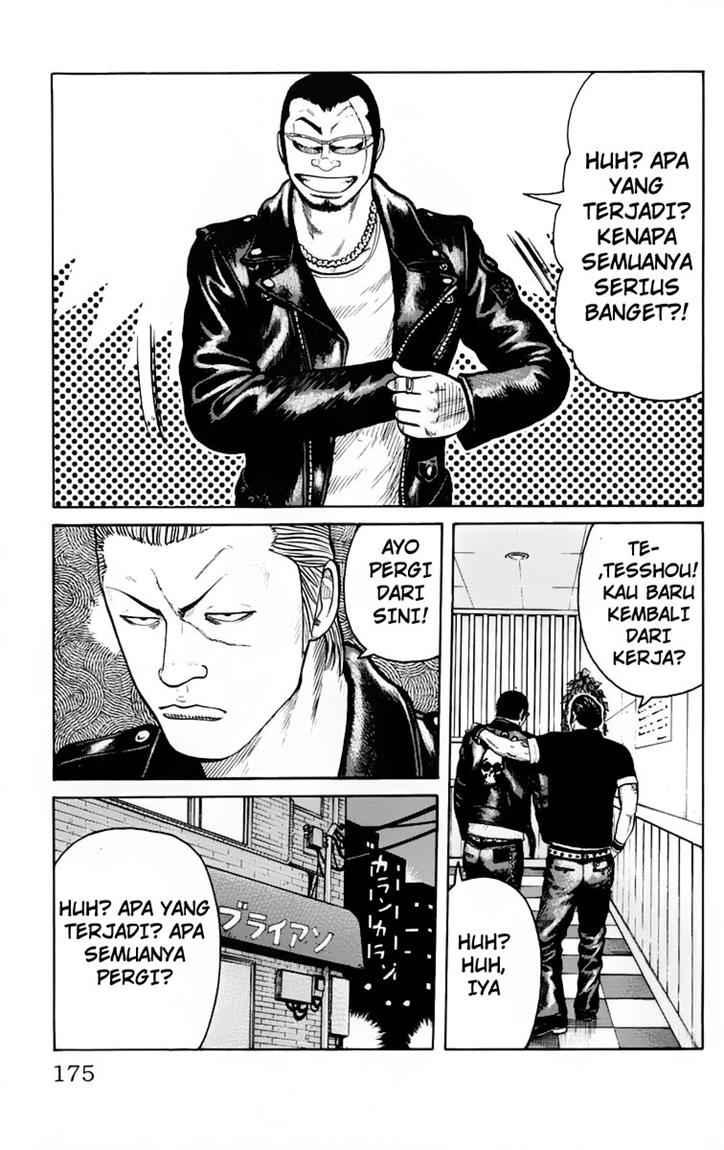 HUH? APA
YANG
TERJADI?
KENAPA
SEMUANYA
SERIUS
BANGET?!
TE-
,TESSHOU!
KAU BARU
KEMBALI
DARI
KERJA?
HUH?
HUH,
IYA
AYO
PERGI
DARI
SINI!
カランカラン
ブライアン
HUH? APA YANG
TERJADI? APA
SEMUANYA
PERGI?
175